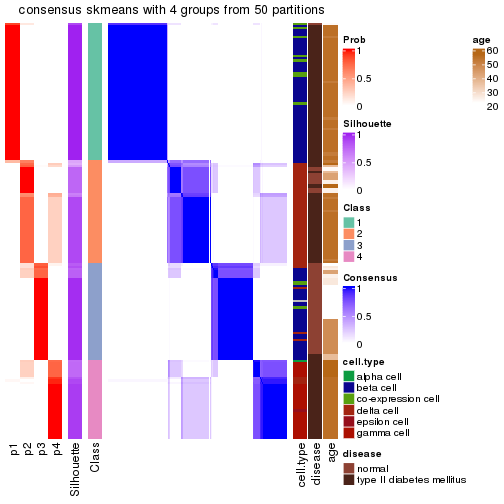 consensus skmeans with 4 groups from 50 partitions
Prob
1
0.5
0
age
60
50
40
30
20
Silhouette
1
0.5
0
Class
1
2
3
4
Consensus
1
0.5
0
cell.type
alpha cell
beta cell
co-expression cell
delta cell
epsilon cell
gamma cell
disease
normal
type II diabetes mellitus
p1
p2
p3
p4
Silhouette
Class
cell.type
disease
age